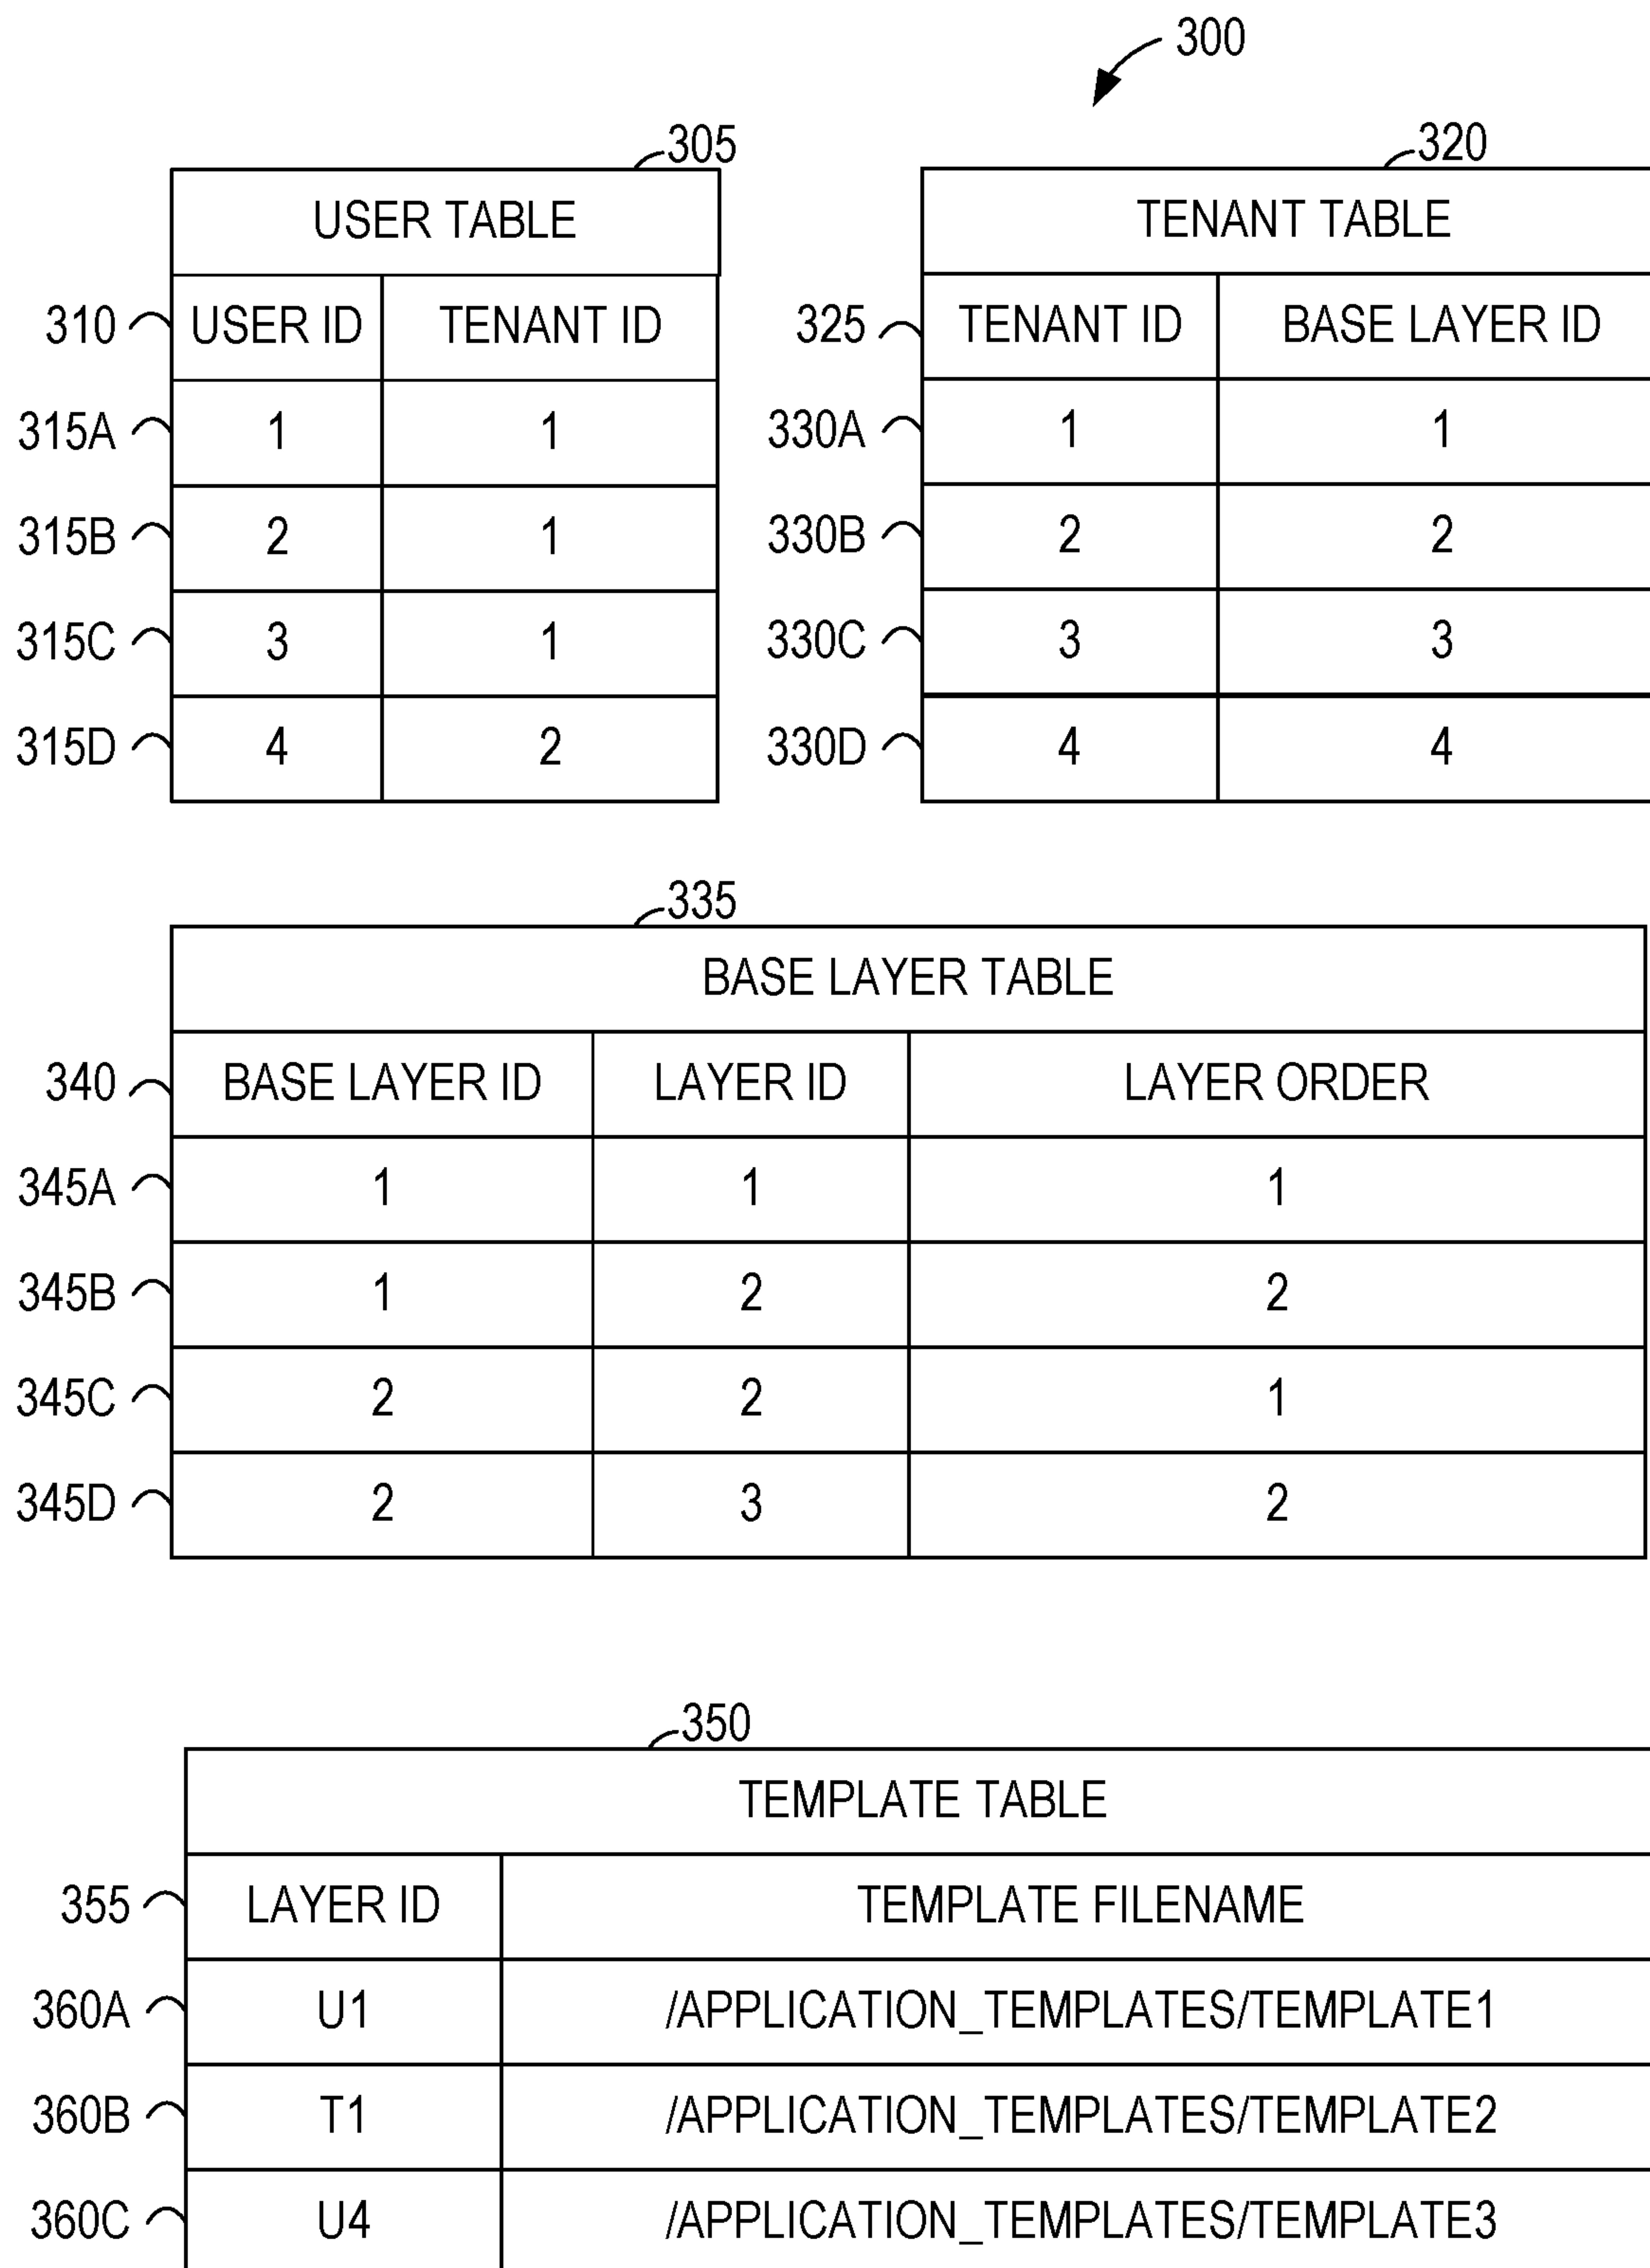 300
305
USER TABLE
310 USER ID TENANT ID
315A 1 1
315B 2 1
315C 3 1
315D 4 2
320
TENANT TABLE
325 TENANT ID BASE LAYER ID
330A 1 1
330B 2 2
330C 3 3
330D 4 4
335
BASE LAYER TABLE
340 BASE LAYER ID LAYER ID LAYER ORDER
345A 1 1 1
345B 1 2 2
345C 2 2 1
345D 2 3 2
350
TEMPLATE TABLE
355 LAYER ID TEMPLATE FILENAME
360A U1 /APPLICATION_TEMPLATES/TEMPLATE1
360B T1 /APPLICATION_TEMPLATES/TEMPLATE2
360C U4 /APPLICATION_TEMPLATES/TEMPLATE3